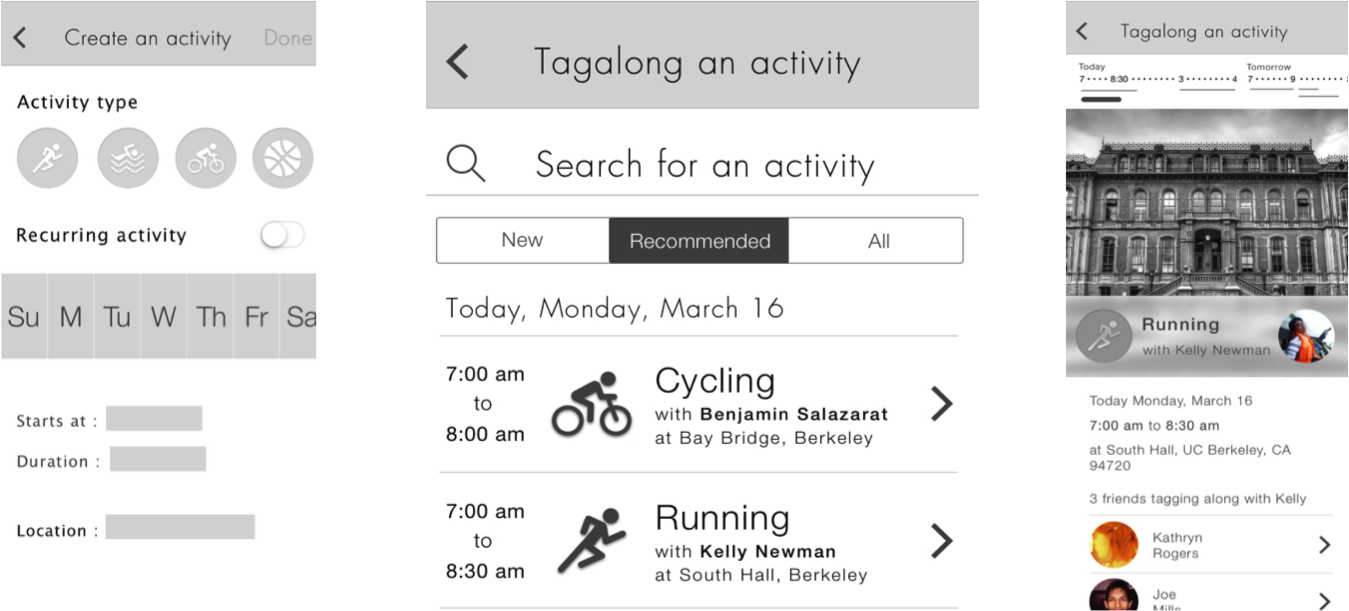 Create an activity Done
Activity type
Recurring activity
Su M Tu W Th Fr Sa
Starts at :
Duration :
Location :
Tagalong an activity
Search for an activity
New Recommended All
Today, Monday, March 16
7:00 am
to
8:00 am
Cycling
with Benjamin Salazarat
at Bay Bridge, Berkeley
7:00 am
to
8:30 am
Running
with Kelly Newman
at South Hall, Berkeley
Tagalong an activity
Today Tomorrow
7 8:30 3 4 7 9
Running
with Kelly Newman
Today Monday, March 16
7:00 am to 8:30 am
at South Hall, UC Berkeley, CA
94720
3 friends tagging along with Kelly
Kathryn
Rogers
Joe
Mills